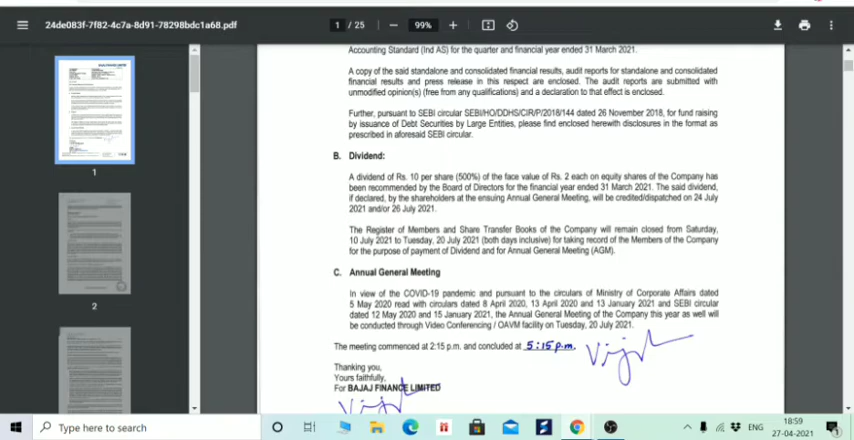 24de083f-7f82-4c7a-8d91-78298bdc1a68.pdf
1 / 25
99%
Accounting Standard (Ind AS) for the quarter and financial year ended 31 March 2021.
A copy of the said standalone and consolidated financial results, audit reports for standalone and consolidated
financial results and press release in this respect are enclosed. The audit reports are submitted with
unmodified opinion(s) (free from any qualifications) and a declaration to that effect is enclosed.
Further, pursuant to SEBI circular SEBI/HO/DDHS/CIR/P/2018/144 dated 26 November 2018, for fund raising
by issuance of Debt Securities by Large Entities, please find enclosed herewith disclosures in the format as
prescribed in aforesaid SEBI circular.
B. Dividend:
A dividend of Rs. 10 per share (500%) of the face value of Rs. 2 each on equity shares of the Company has
been recommended by the Board of Directors for the financial year ended 31 March 2021. The said dividend,
if declared, by the shareholders at the ensuing Annual General Meeting, will be credited/dispatched on 24 July
2021 and/or 26 July 2021.
The Register of Members and Share Transfer Books of the Company will remain closed from Saturday,
10 July 2021 to Tuesday, 20 July 2021 (both days inclusive) for taking record of the Members of the Company
for the purpose of payment of Dividend and for Annual General Meeting (AGM).
C. Annual General Meeting
In view of the COVID-19 pandemic and pursuant to the circulars of Ministry of Corporate Affairs dated
5 May 2020 read with circulars dated 8 April 2020, 13 April 2020 and 13 January 2021 and SEBI circular
dated 12 May 2020 and 15 January 2021, the Annual General Meeting of the Company this year as well will
be conducted through Video Conferencing / OAVM facility on Tuesday, 20 July 2021.
The meeting commenced at 2:15 p.m. and concluded at 5:15 p.m.
Thanking you,
Yours faithfully,
For BAJAJ FINANCE LIMITED
1
2
Type here to search
ENG
18:59
27-04-2021